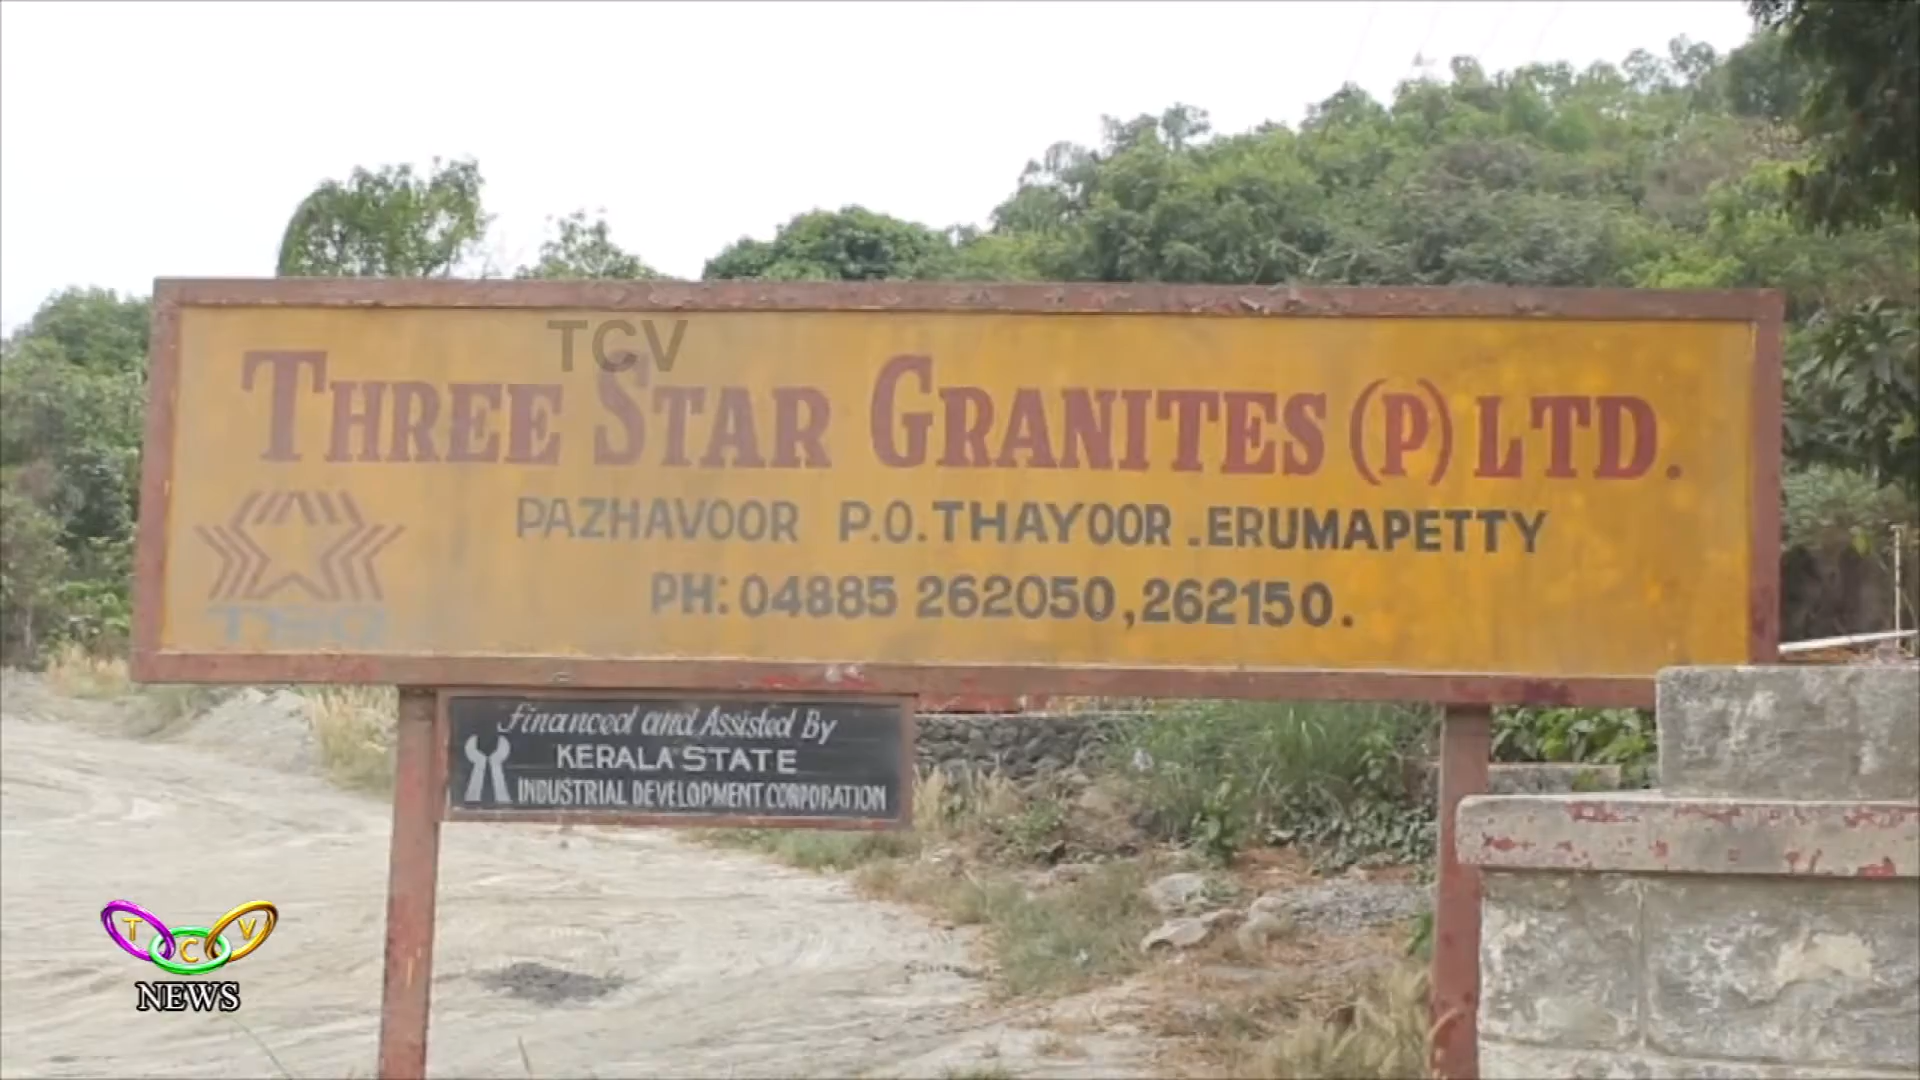 TCV
THREE STAR GRANITES (P) LTD.
PAZHAVOOR P.O. THAYOOR . ERUMAPETTY
PH: 04885 262050, 262150.
Financed and Assisted By
KERALA STATE
INDUSTRIAL DEVELOPMENT CORPORATION
T C V
NEWS